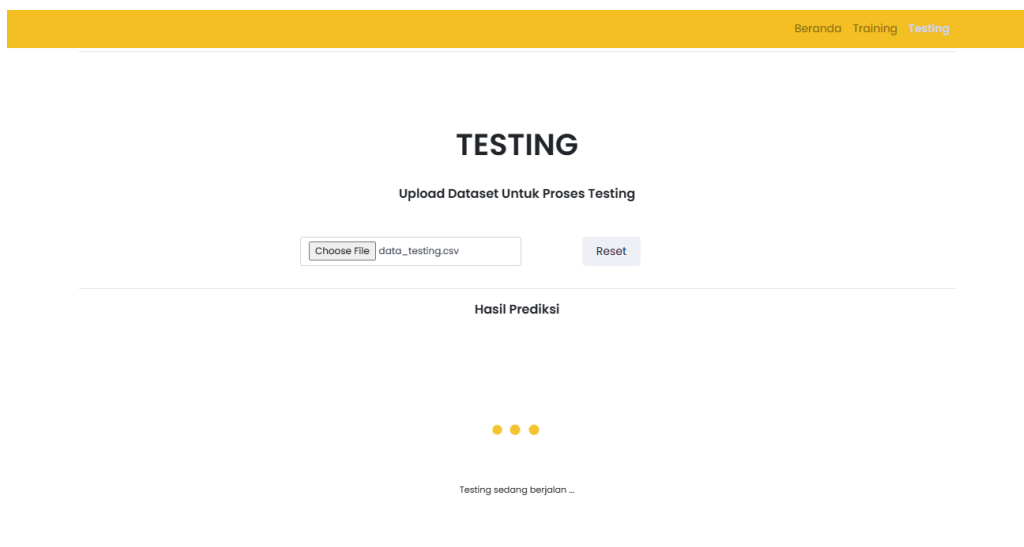 Beranda Training Testing
TESTING
Upload Dataset Untuk Proses Testing
Choose File data_testing.csv Reset
Hasil Prediksi
Testing sedang berjalan ...